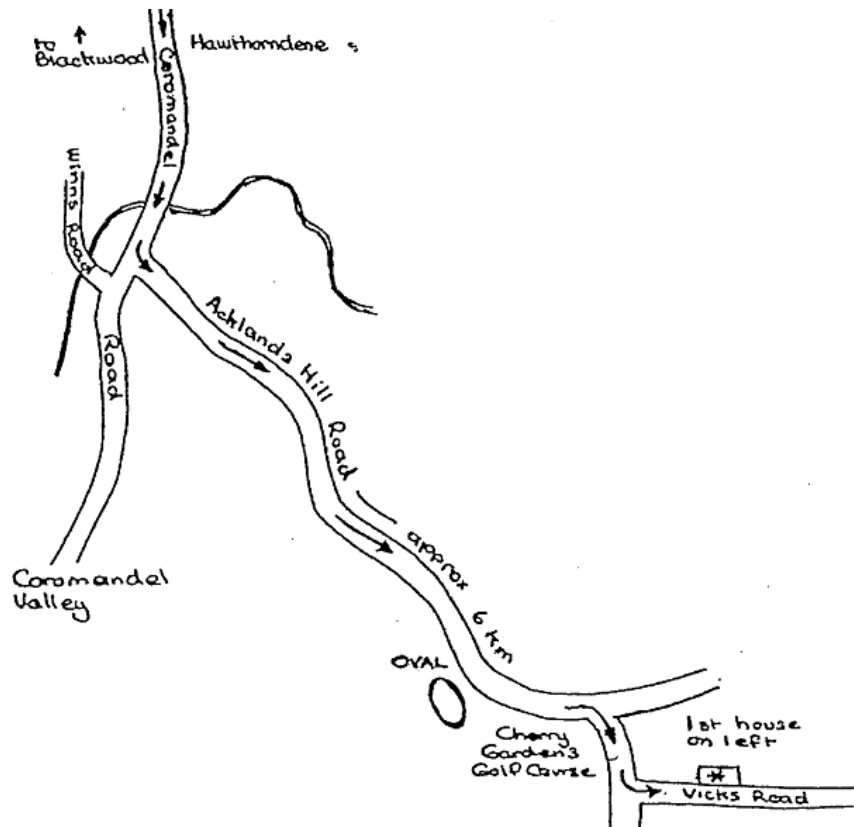 to
Blackwood
Hawthorndene
Coromandel
Winns Road
Road
Acklands Hill Road
approx 6 km
Coromandel
Valley
OVAL
Cherry
Gardens
Golf Course
1st house
on left
Vicks Road